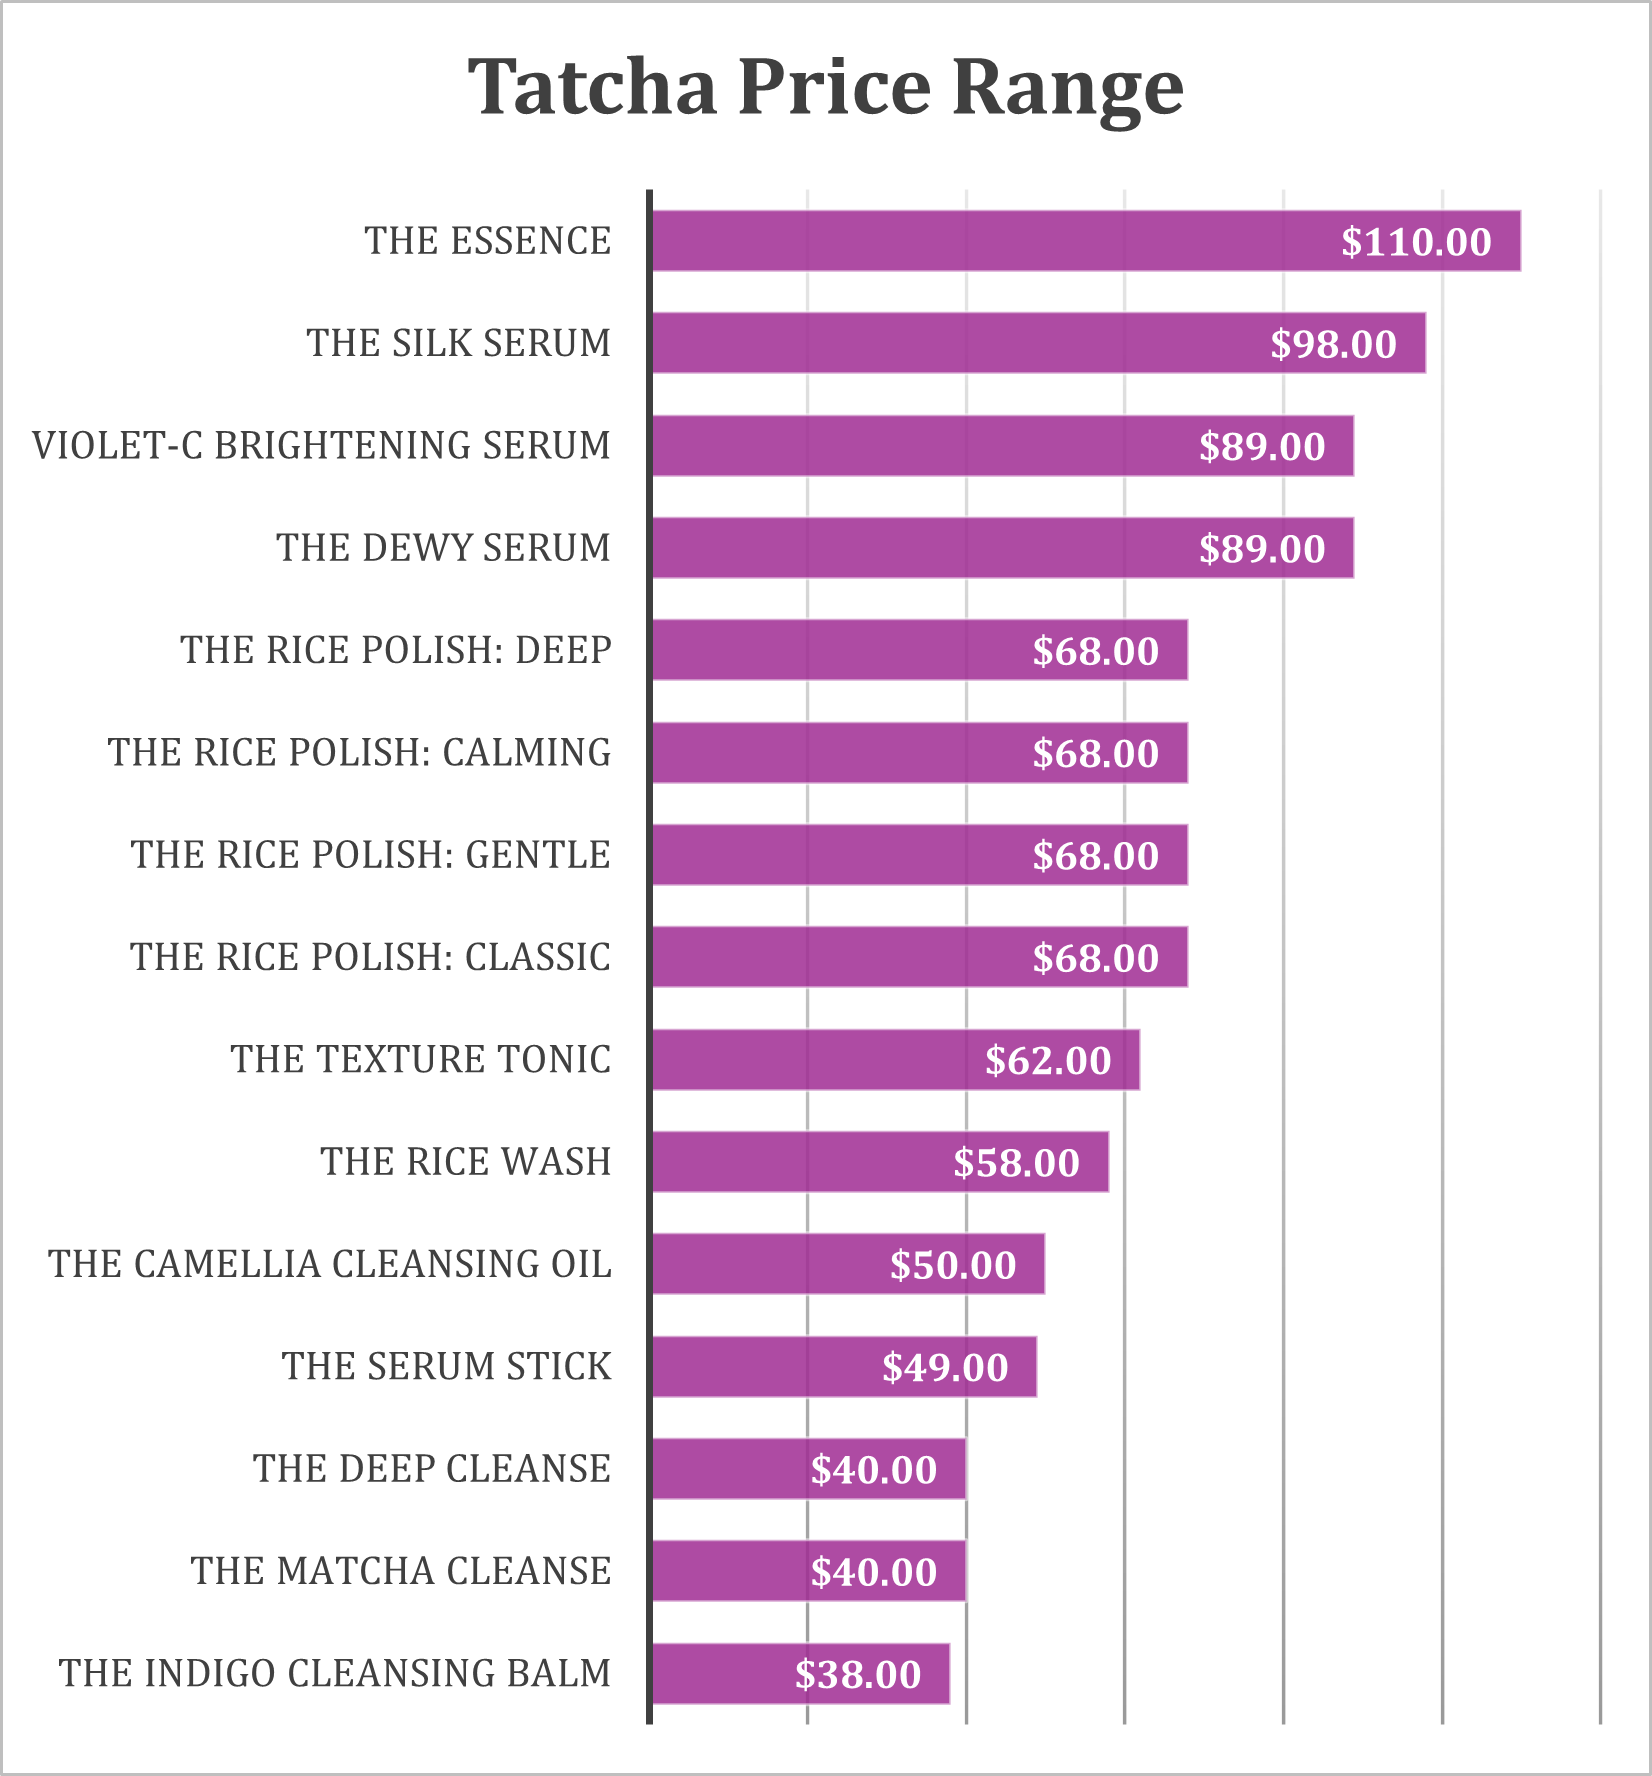 Tatcha Price Range
THE ESSENCE $110.00
THE SILK SERUM $98.00
VIOLET-C BRIGHTENING SERUM $89.00
THE DEWY SERUM $89.00
THE RICE POLISH: DEEP $68.00
THE RICE POLISH: CALMING $68.00
THE RICE POLISH: GENTLE $68.00
THE RICE POLISH: CLASSIC $68.00
THE TEXTURE TONIC $62.00
THE RICE WASH $58.00
THE CAMELLIA CLEANSING OIL $50.00
THE SERUM STICK $49.00
THE DEEP CLEANSE $40.00
THE MATCHA CLEANSE $40.00
THE INDIGO CLEANSING BALM $38.00